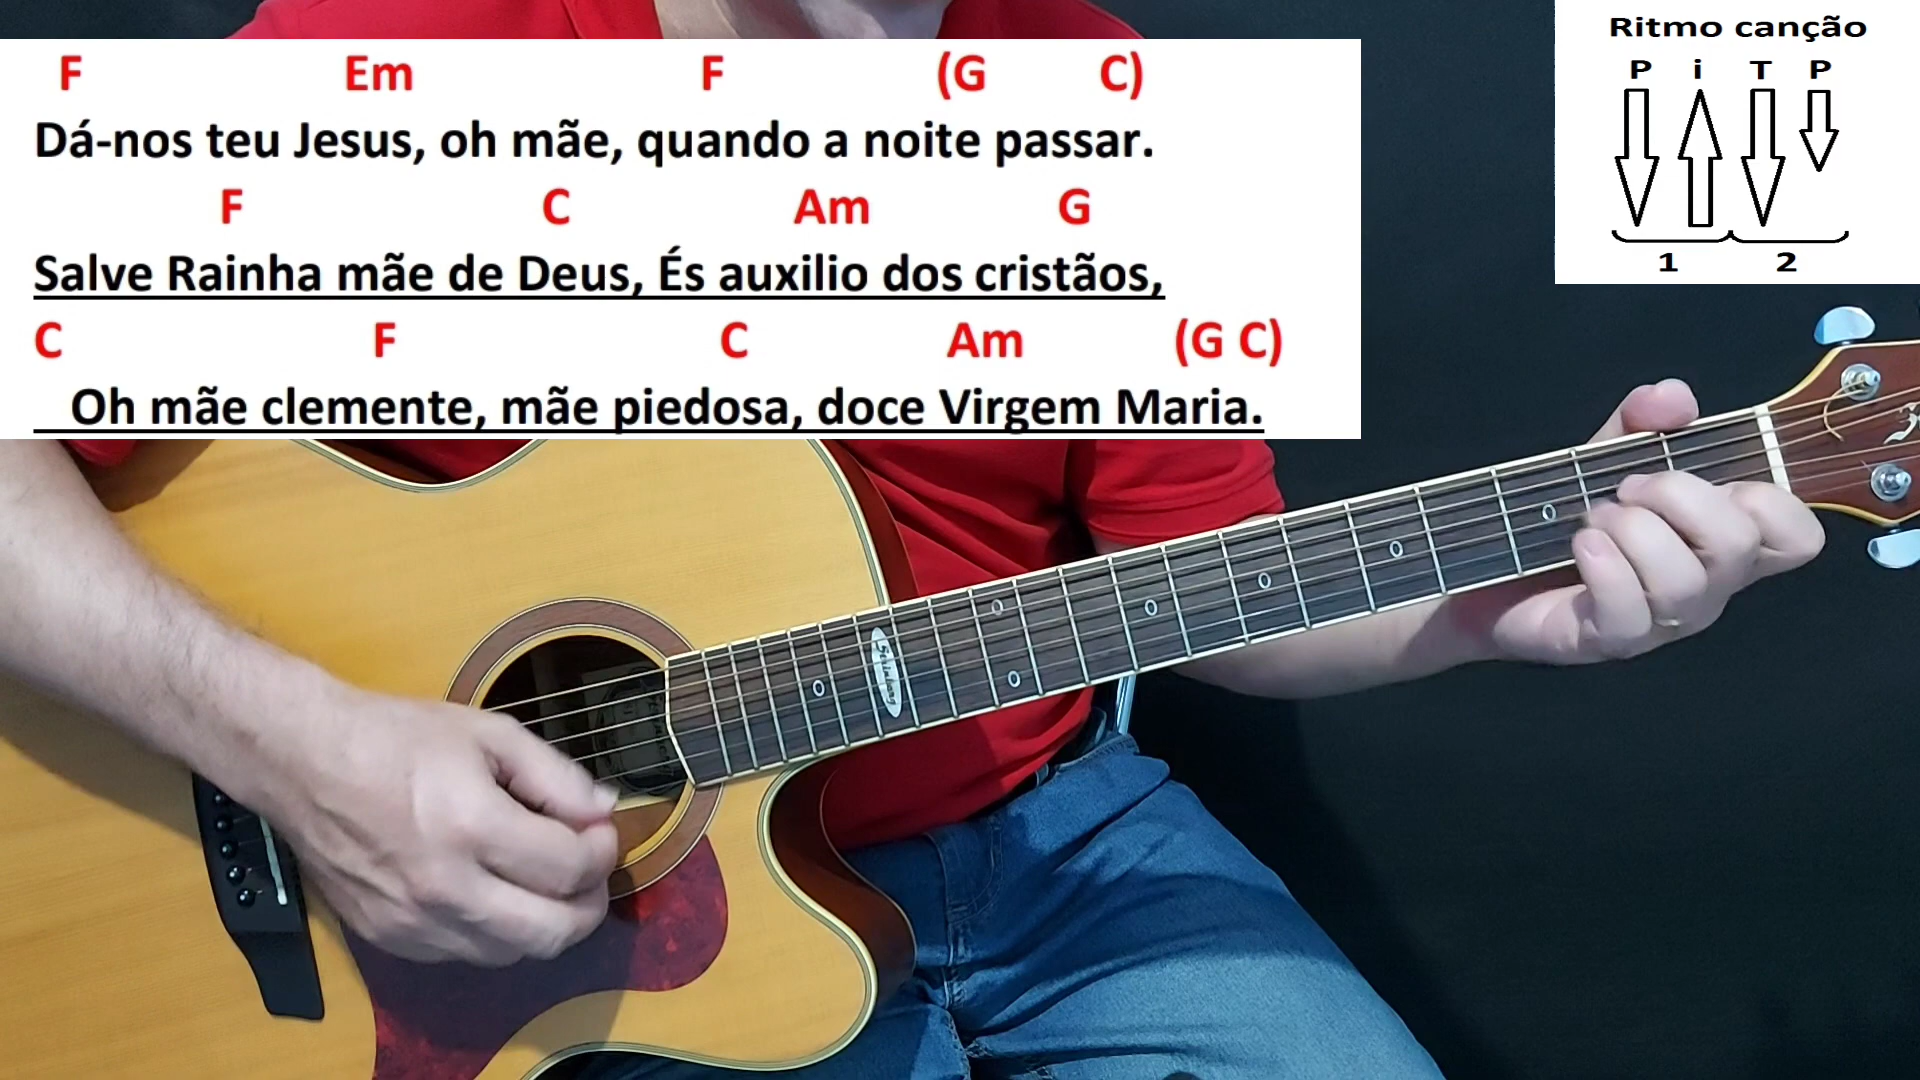 F Em F (G C)
Dá-nos teu Jesus, oh mãe, quando a noite passar.
F C Am G
Salve Rainha mãe de Deus, És auxilio dos cristãos,
C F C Am (G C)
Oh mãe clemente, mãe piedosa, doce Virgem Maria.
Ritmo canção
P i T P
1 2